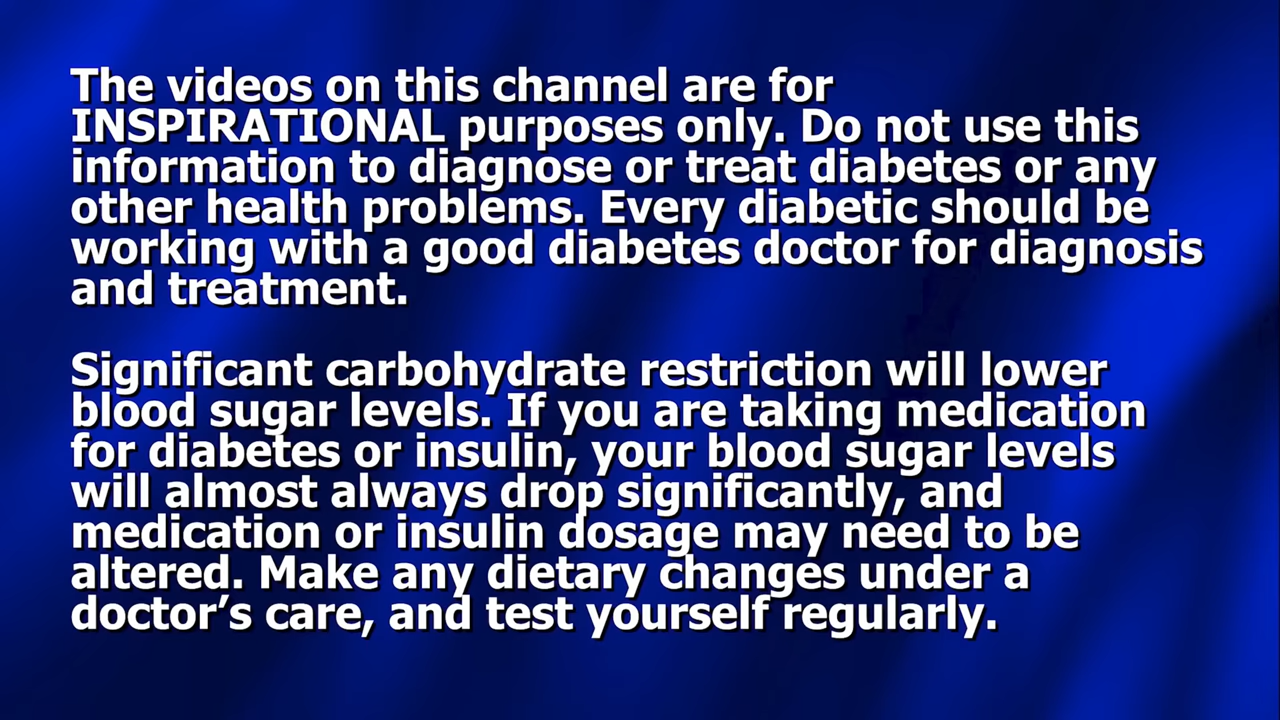 The videos on this channel are for
INSPIRATIONAL purposes only. Do not use this
information to diagnose or treat diabetes or any
other health problems. Every diabetic should be
working with a good diabetes doctor for diagnosis
and treatment.
Significant carbohydrate restriction will lower
blood sugar levels. If you are taking medication
for diabetes or insulin, your blood sugar levels
will almost always drop significantly, and
medication or insulin dosage may need to be
altered. Make any dietary changes under a
doctor’s care, and test yourself regularly.